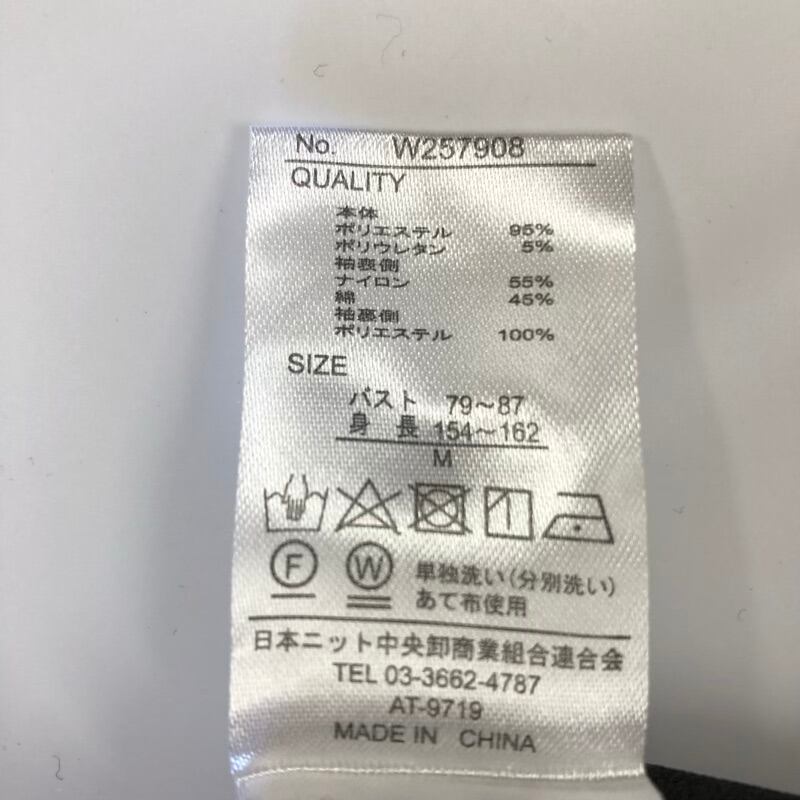 No. W257908
QUALITY
本体
ポリエステル 95%
ポリウレタン 5%
袖表側
ナイロン 55%
綿 45%
袖裏側
ポリエステル 100%
SIZE
バスト 79～87
身長 154～162
M
F W 単独洗い(分別洗い)
あて布使用
日本ニット中央卸商業組合連合会
TEL 03-3662-4787
AT-9719
MADE IN CHINA